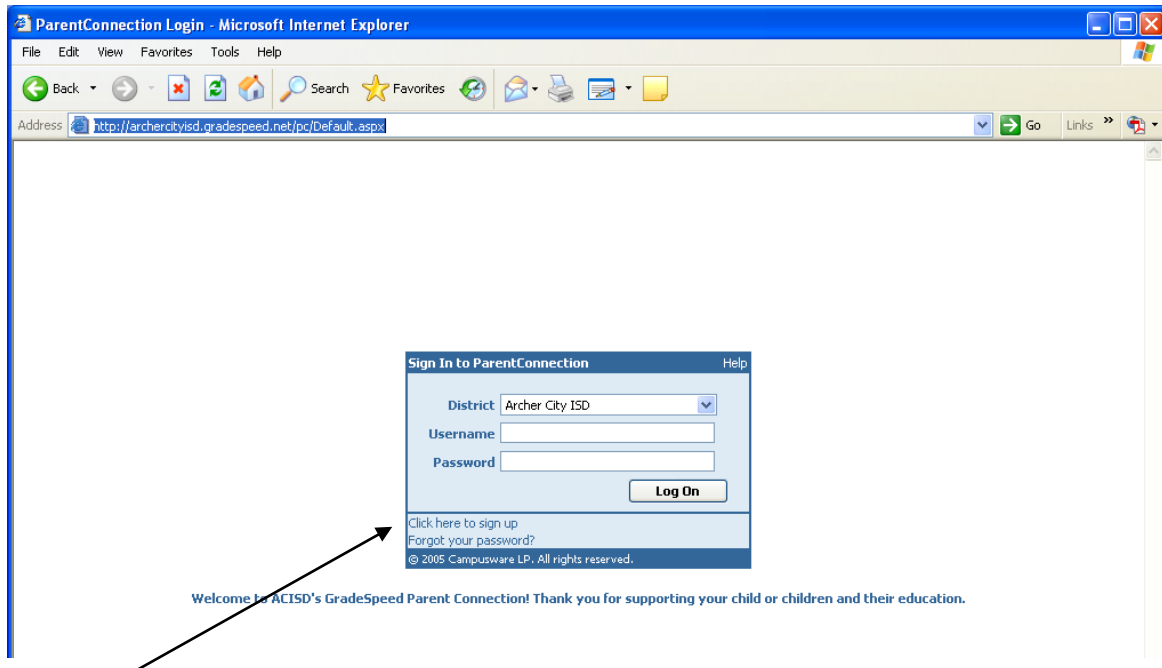 ParentConnection Login - Microsoft Internet Explorer
File Edit View Favorites Tools Help
Back Search Favorites
Address http://archercityisd.gradespeed.net/pc/Default.aspx Go Links »
Sign In to ParentConnection Help
District Archer City ISD
Username
Password
Log On
Click here to sign up
Forgot your password?
© 2005 Campusware LP. All rights reserved.
Welcome to ACISD's GradeSpeed Parent Connection! Thank you for supporting your child or children and their education.